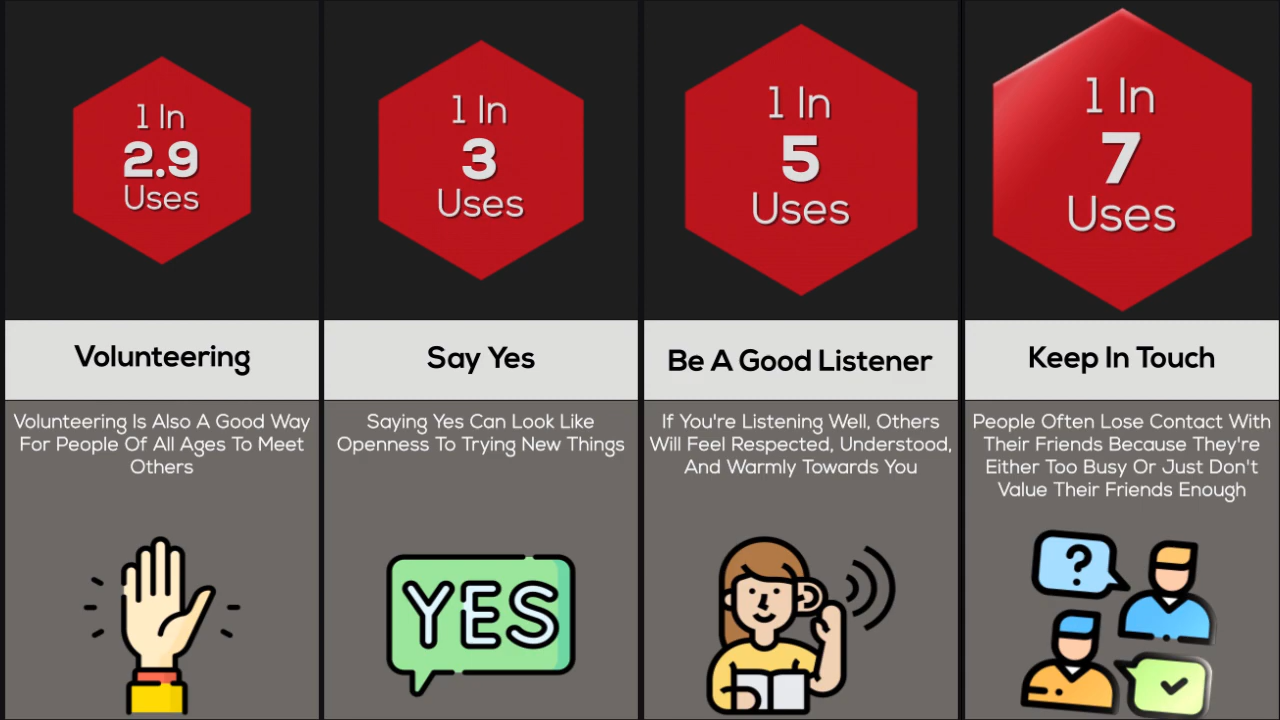 1 In
2.9
Uses
Volunteering
Volunteering Is Also A Good Way
For People Of All Ages To Meet
Others
1 In
3
Uses
Say Yes
Saying Yes Can Look Like
Openness To Trying New Things
YES
1 In
5
Uses
Be A Good Listener
If You're Listening Well, Others
Will Feel Respected, Understood,
And Warmly Towards You
1 In
7
Uses
Keep In Touch
People Often Lose Contact With
Their Friends Because They're
Either Too Busy Or Just Don't
Value Their Friends Enough
?